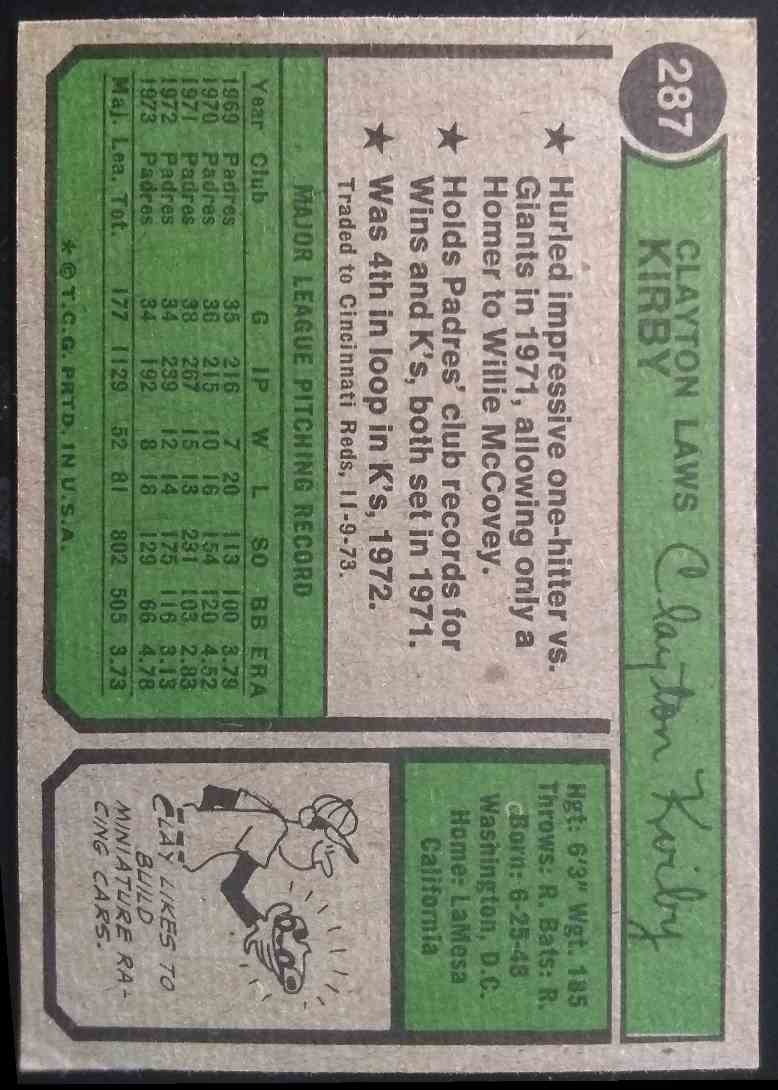 287
CLAYTON LAWS
KIRBY
Clayton Kirby
Hgt: 6'3" Wgt. 185
Throws: R. Bats: R.
Born: 6-25-48
Washington, D.C.
Home: LaMesa
California
★ Hurled impressive one-hitter vs.
Giants in 1971, allowing only a
Homer to Willie McCovey.
★ Holds Padres' club records for
Wins and K's, both set in 1971.
★ Was 4th in loop in K's, 1972.
Traded to Cincinnati Reds, 11-9-73.
MAJOR LEAGUE PITCHING RECORD
Year Club G IP W L SO BB ERA
1969 Padres 35 216 7 20 113 100 3.79
1970 Padres 36 215 10 16 154 120 4.52
1971 Padres 38 267 15 13 231 103 2.83
1972 Padres 34 239 12 14 175 116 3.13
1973 Padres 34 192 8 18 129 66 4.78
Maj. Lea. Tot. 177 1129 52 81 802 505 3.73
* © T.C.G. PRTD. IN U.S.A.
CLAY LIKES TO
BUILD
MINIATURE RA-
CING CARS.